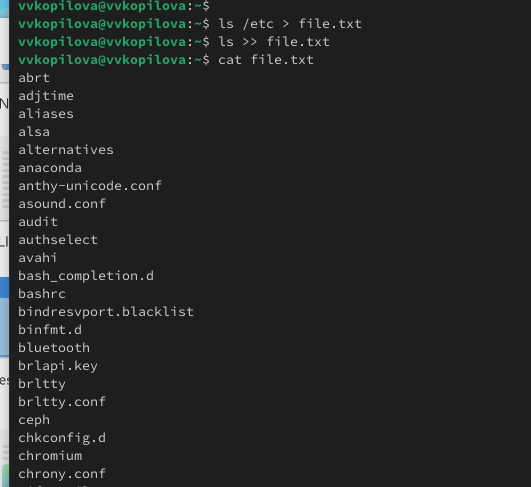 vvkopilova@vvkopilova:~$
vvkopilova@vvkopilova:~$ ls /etc > file.txt
vvkopilova@vvkopilova:~$ ls >> file.txt
vvkopilova@vvkopilova:~$ cat file.txt
abrt
adjtime
aliases
alsa
alternatives
anaconda
anthy-unicode.conf
asound.conf
audit
authselect
avahi
bash_completion.d
bashrc
bindresvport.blacklist
binfmt.d
bluetooth
brlapi.key
brltty
brltty.conf
ceph
chkconfig.d
chromium
chrony.conf